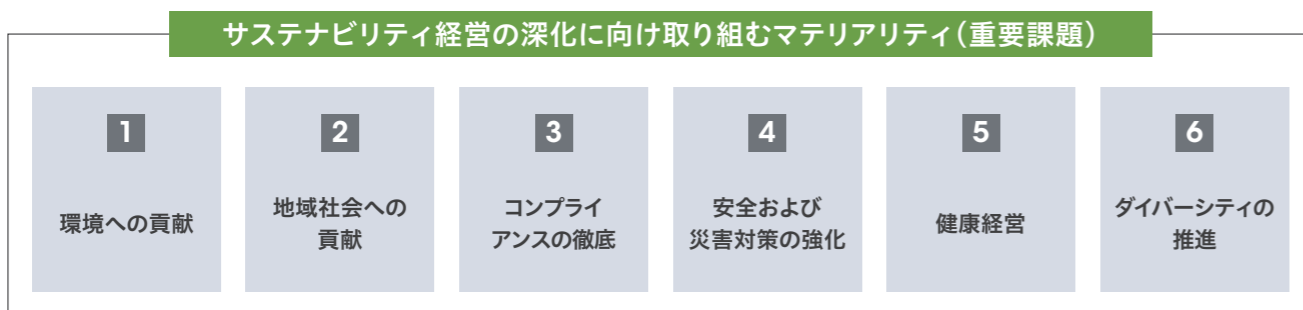 サステナビリティ経営の深化に向け取り組むマテリアリティ（重要課題）
1
環境への貢献
2
地域社会への
貢献
3
コンプライ
アンスの徹底
4
安全および
災害対策の強化
5
健康経営
6
ダイバーシティの
推進